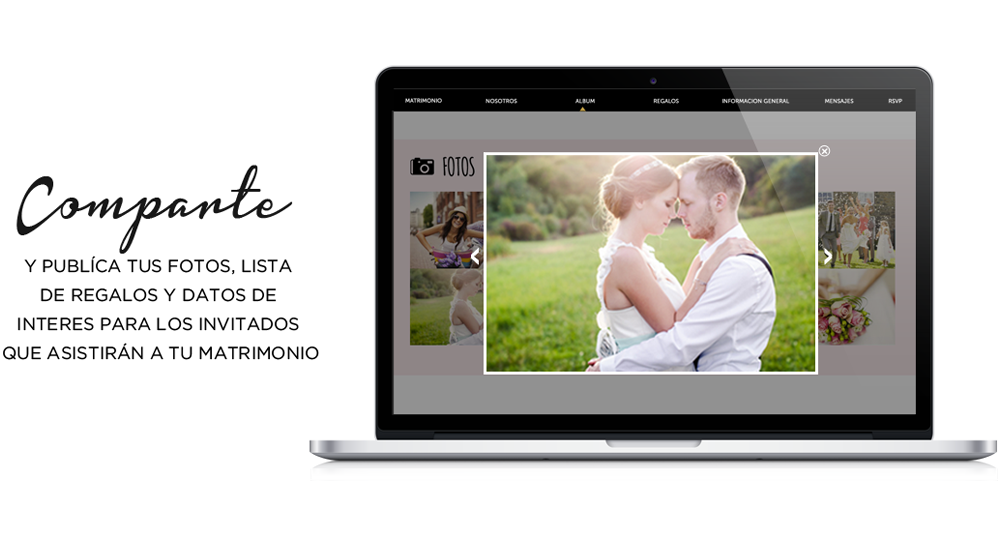 Comparte
Y PUBLÍCA TUS FOTOS, LISTA
DE REGALOS Y DATOS DE
INTERES PARA LOS INVITADOS
QUE ASISTIRÁN A TU MATRIMONIO
MATRIMONIO NOSOTROS ALBUM REGALOS INFORMACION GENERAL MENSAJES RSVP
FOTOS